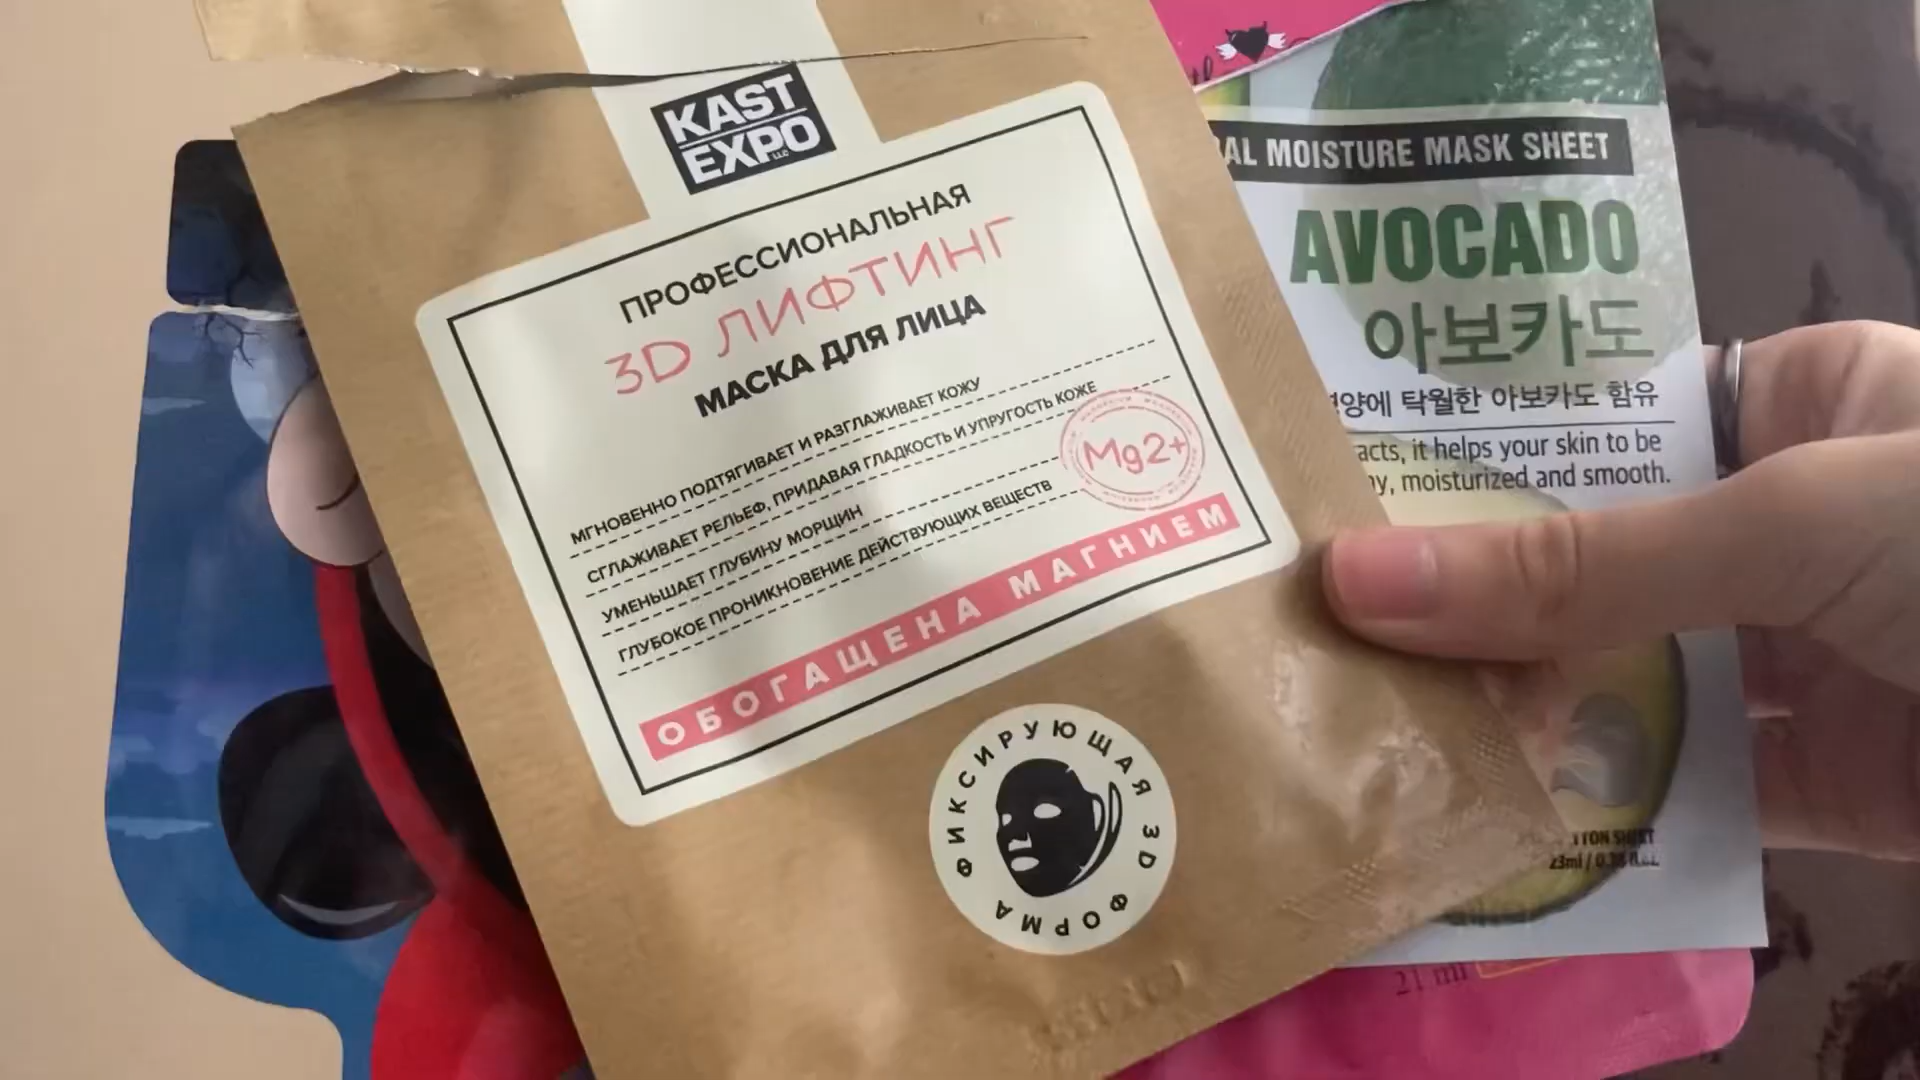 KAST
EXPO
LLC
ПРОФЕССИОНАЛЬНАЯ
3D ЛИФТИНГ
МАСКА ДЛЯ ЛИЦА
МГНОВЕННО ПОДТЯГИВАЕТ И РАЗГЛАЖИВАЕТ КОЖУ
СГЛАЖИВАЕТ РЕЛЬЕФ, ПРИДАВАЯ ГЛАДКОСТЬ И УПРУГОСТЬ КОЖЕ
УМЕНЬШАЕТ ГЛУБИНУ МОРЩИН
ГЛУБОКОЕ ПРОНИКНОВЕНИЕ ДЕЙСТВУЮЩИХ ВЕЩЕСТВ
Mg2+
ОБОГАЩЕНА МАГНИЕМ
ФИКСИРУЮЩАЯ 3D ФОРМА
MOISTURE MASK SHEET
AVOCADO
아보카도
탁월한 아보카도 함유
it helps your skin to be
moisturized and smooth.
23ml /
21 ml